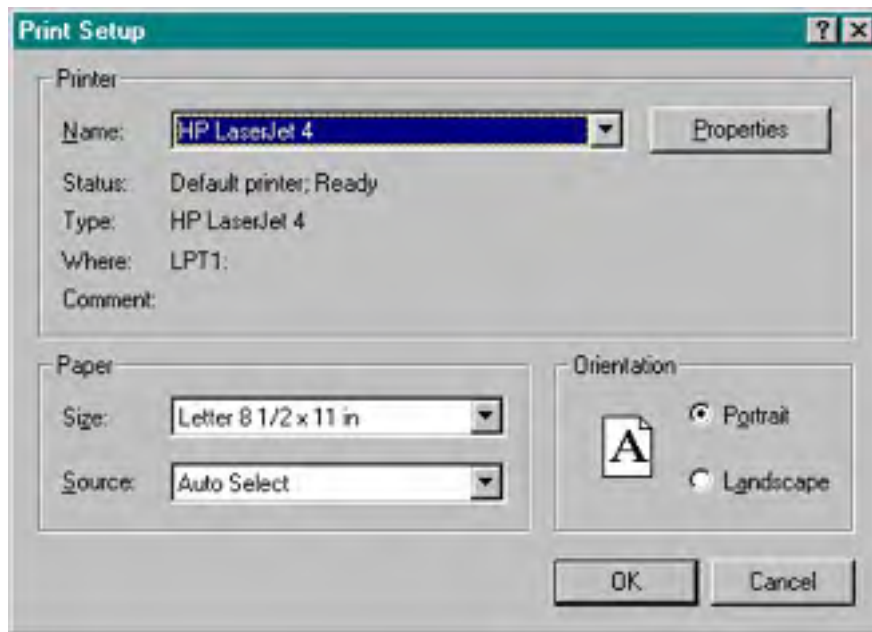 Print Setup
Printer
Name: HP LaserJet 4 Properties
Status: Default printer; Ready
Type: HP LaserJet 4
Where: LPT1:
Comment:
Paper
Size: Letter 8 1/2 x 11 in
Source: Auto Select
Orientation
A
Portrait
Landscape
OK Cancel